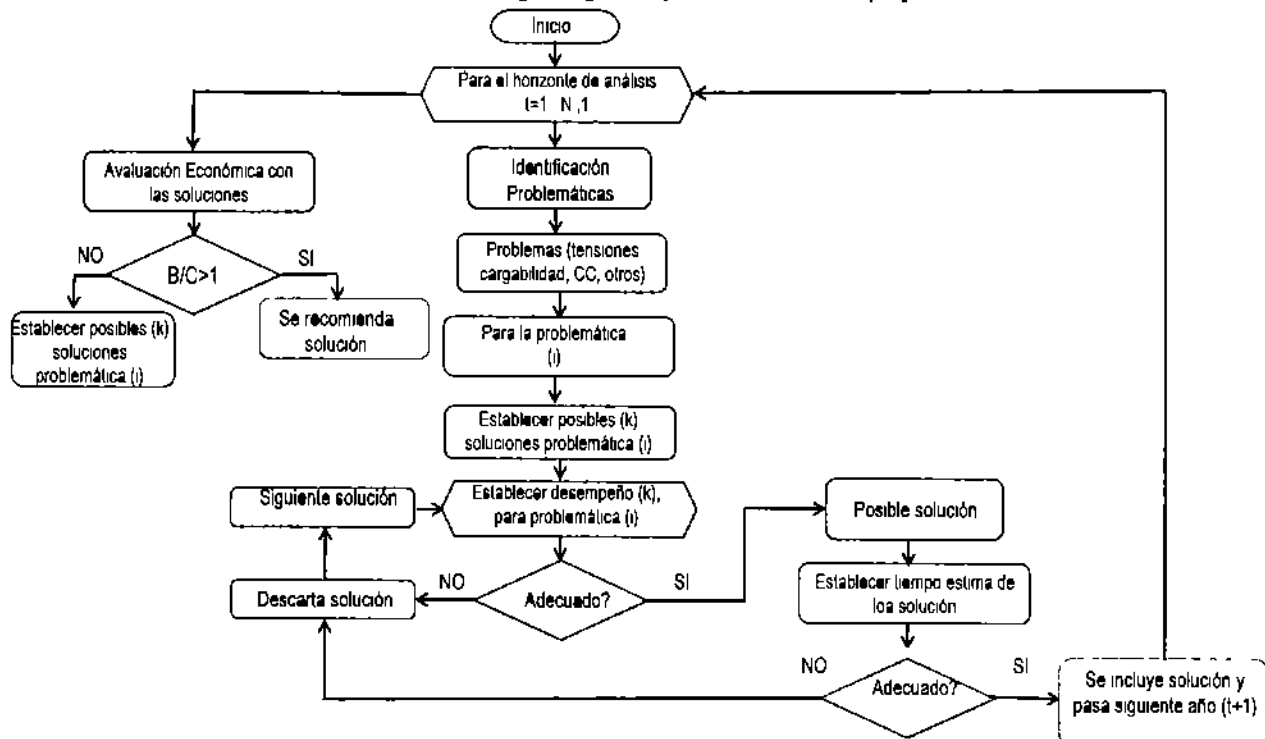 Inicio
Para el horizonte de análisis
t=1 N ,1
Avaluación Económica con
las soluciones
Identificación
Problemáticas
NO
SI
B/C>1
Problemas (tensiones
cargabilidad, CC, otros)
Establecer posibles (k)
soluciones
problemática (i)
Se recomienda
solución
Para la problemática
(i)
Establecer posibles (k)
soluciones problemática (i)
Siguiente solución
Establecer desempeño (k),
para problemática (i)
Posible solución
NO
SI
Descarta solución
Adecuado?
Establecer tiempo estima de
loa solución
NO
SI
Adecuado?
Se incluye solución y
pasa siguiente año (t+1)